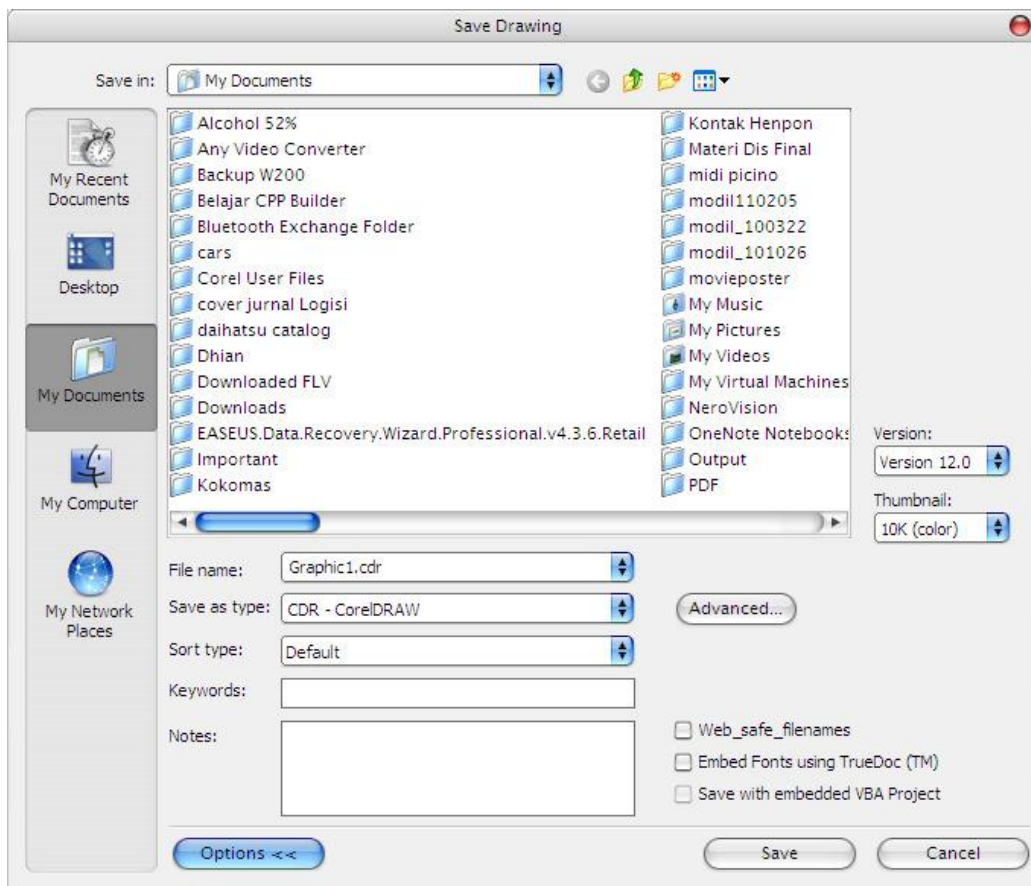 Save Drawing
Save in:
My Documents
My Recent
Documents
Desktop
My Documents
My Computer
My Network
Places
Alcohol 52%
Any Video Converter
Backup W200
Belajar CPP Builder
Bluetooth Exchange Folder
cars
Corel User Files
cover jurnal Logisi
daihatsu catalog
Dhian
Downloaded FLV
Downloads
EASEUS.Data.Recovery.Wizard.Professional.v4.3.6.Retail
Important
Kokomas
Kontak Henpon
Materi Dis Final
midi picino
modil110205
modil_100322
modil_101026
movieposter
My Music
My Pictures
My Videos
My Virtual Machines
NeroVision
OneNote Notebooks
Output
PDF
Version:
Version 12.0
Thumbnail:
10K (color)
File name:
Graphic1.cdr
Save as type:
CDR - CorelDRAW
Advanced...
Sort type:
Default
Keywords:
Notes:
Web_safe_filenames
Embed Fonts using TrueDoc (TM)
Save with embedded VBA Project
Options <<
Save
Cancel